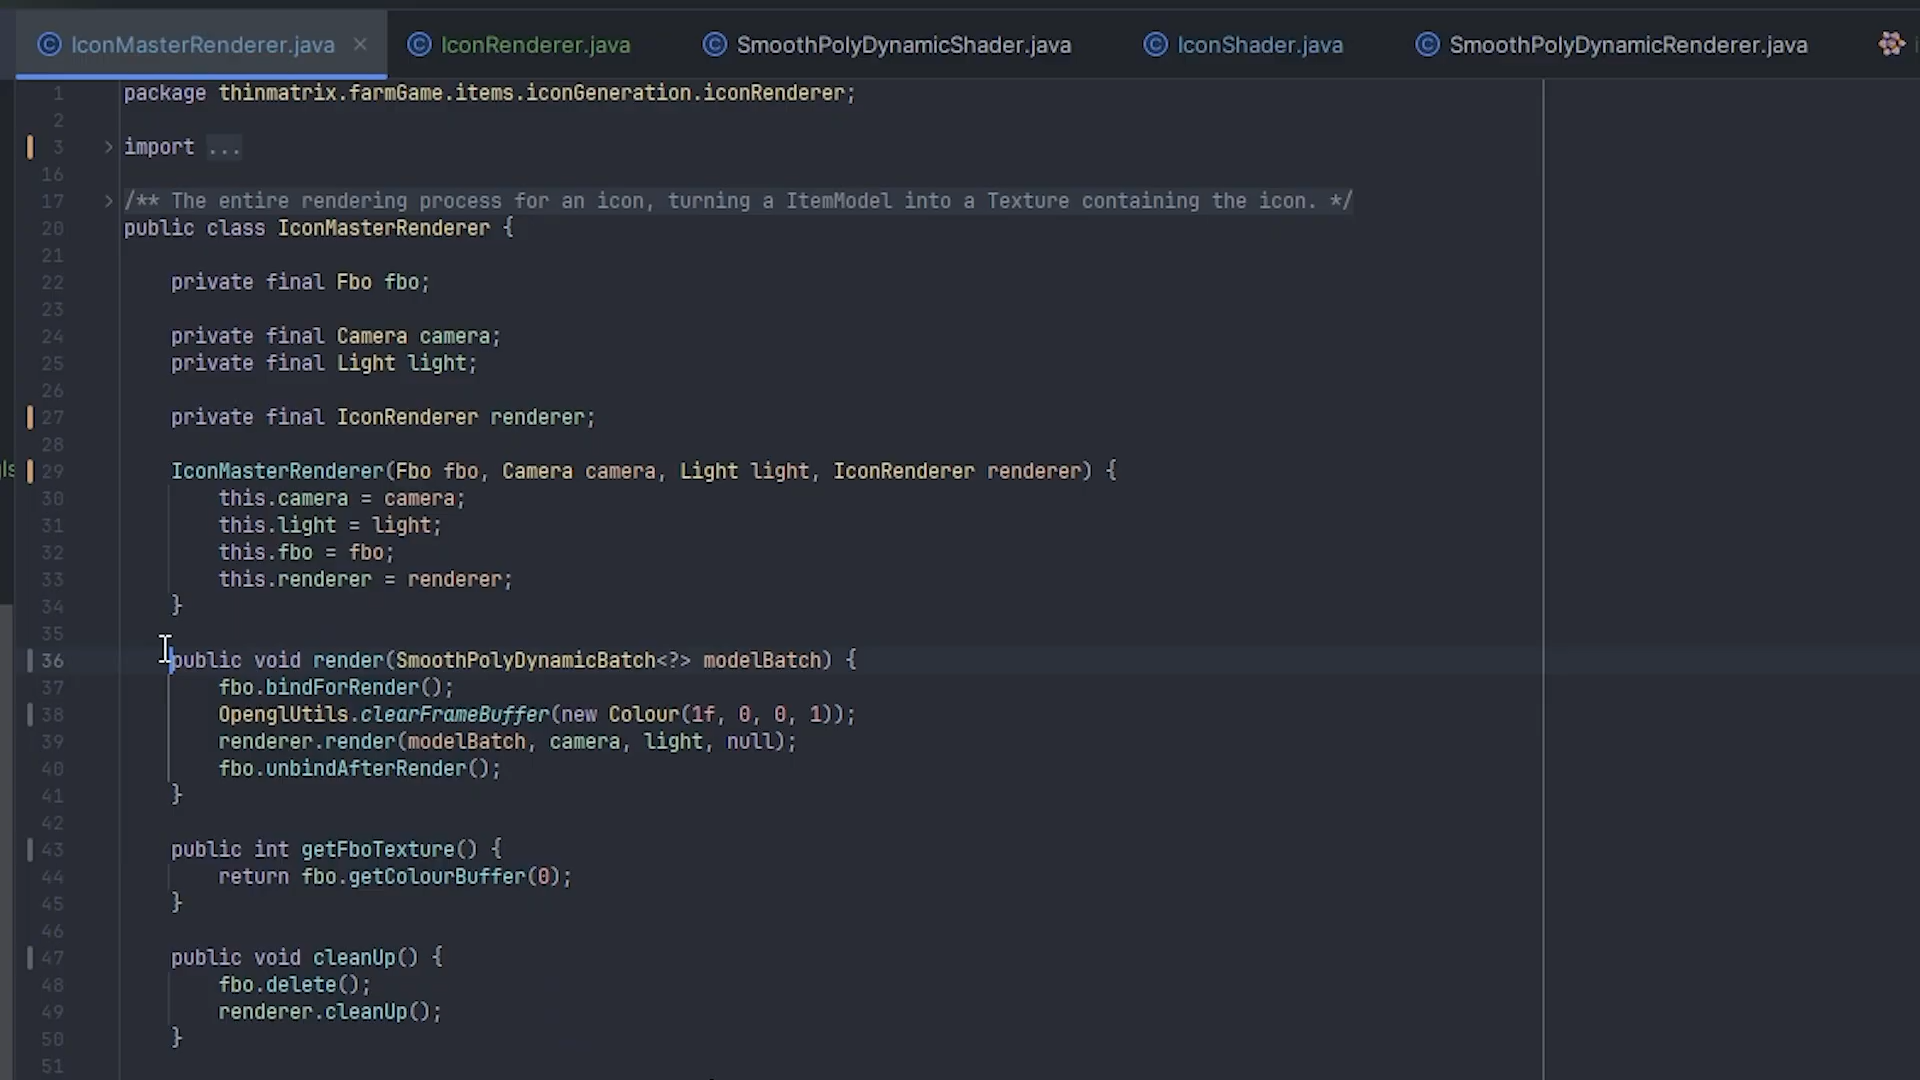 IconMasterRenderer.java IconRenderer.java SmoothPolyDynamicShader.java IconShader.java SmoothPolyDynamicRenderer.java
1 package thinmatrix.farmGame.items.iconGeneration.iconRenderer;
2
3 import ...
16
17 /** The entire rendering process for an icon, turning a ItemModel into a Texture containing the icon. */
20 public class IconMasterRenderer {
21
22 private final Fbo fbo;
23
24 private final Camera camera;
25 private final Light light;
26
27 private final IconRenderer renderer;
28
29 IconMasterRenderer(Fbo fbo, Camera camera, Light light, IconRenderer renderer) {
30 this.camera = camera;
31 this.light = light;
32 this.fbo = fbo;
33 this.renderer = renderer;
34 }
35
36 public void render(SmoothPolyDynamicBatch<?> modelBatch) {
37 fbo.bindForRender();
38 OpenglUtils.clearFrameBuffer(new Colour(1f, 0, 0, 1));
39 renderer.render(modelBatch, camera, light, null);
40 fbo.unbindAfterRender();
41 }
42
43 public int getFboTexture() {
44 return fbo.getColourBuffer(0);
45 }
46
47 public void cleanUp() {
48 fbo.delete();
49 renderer.cleanUp();
50 }
51